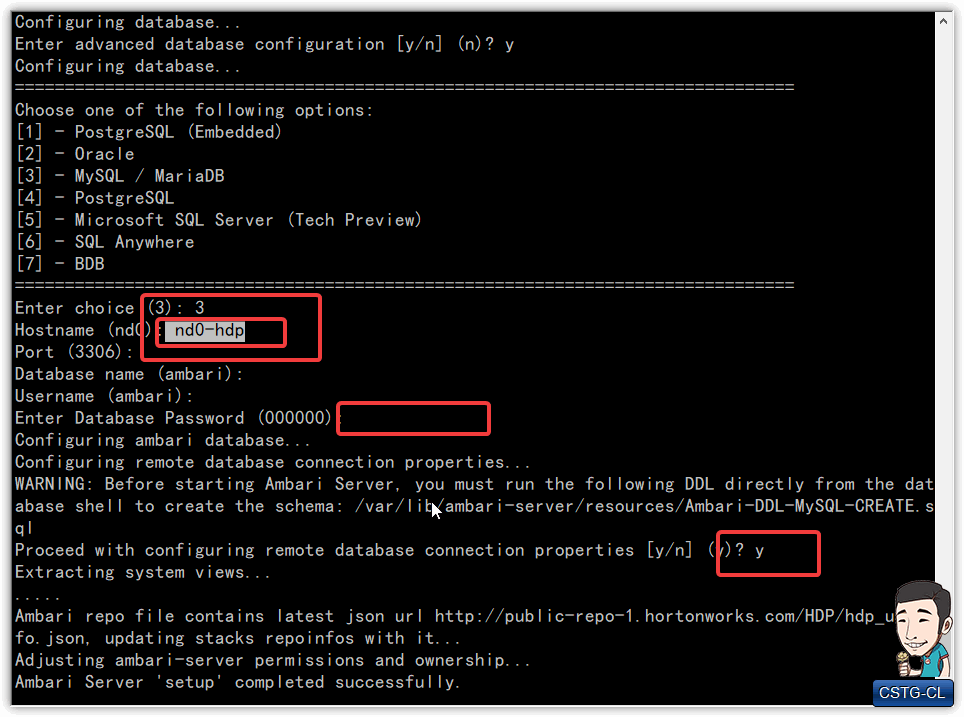 Configuring database...
Enter advanced database configuration [y/n] (n)? y
Configuring database...
==============================================================================
Choose one of the following options:
[1] - PostgreSQL (Embedded)
[2] - Oracle
[3] - MySQL / MariaDB
[4] - PostgreSQL
[5] - Microsoft SQL Server (Tech Preview)
[6] - SQL Anywhere
[7] - BDB
==============================================================================
Enter choice (3): 3
Hostname (nd0): nd0-hdp
Port (3306):
Database name (ambari):
Username (ambari):
Enter Database Password (000000):
Configuring ambari database...
Configuring remote database connection properties...
WARNING: Before starting Ambari Server, you must run the following DDL directly from the dat
abase shell to create the schema: /var/lib/ambari-server/resources/Ambari-DDL-MySQL-CREATE.s
ql
Proceed with configuring remote database connection properties [y/n] (y)? y
Extracting system views...
.....
Ambari repo file contains latest json url http://public-repo-1.hortonworks.com/HDP/hdp_u
fo.json, updating stacks repoinfos with it...
Adjusting ambari-server permissions and ownership...
Ambari Server 'setup' completed successfully.
CSTG-CL